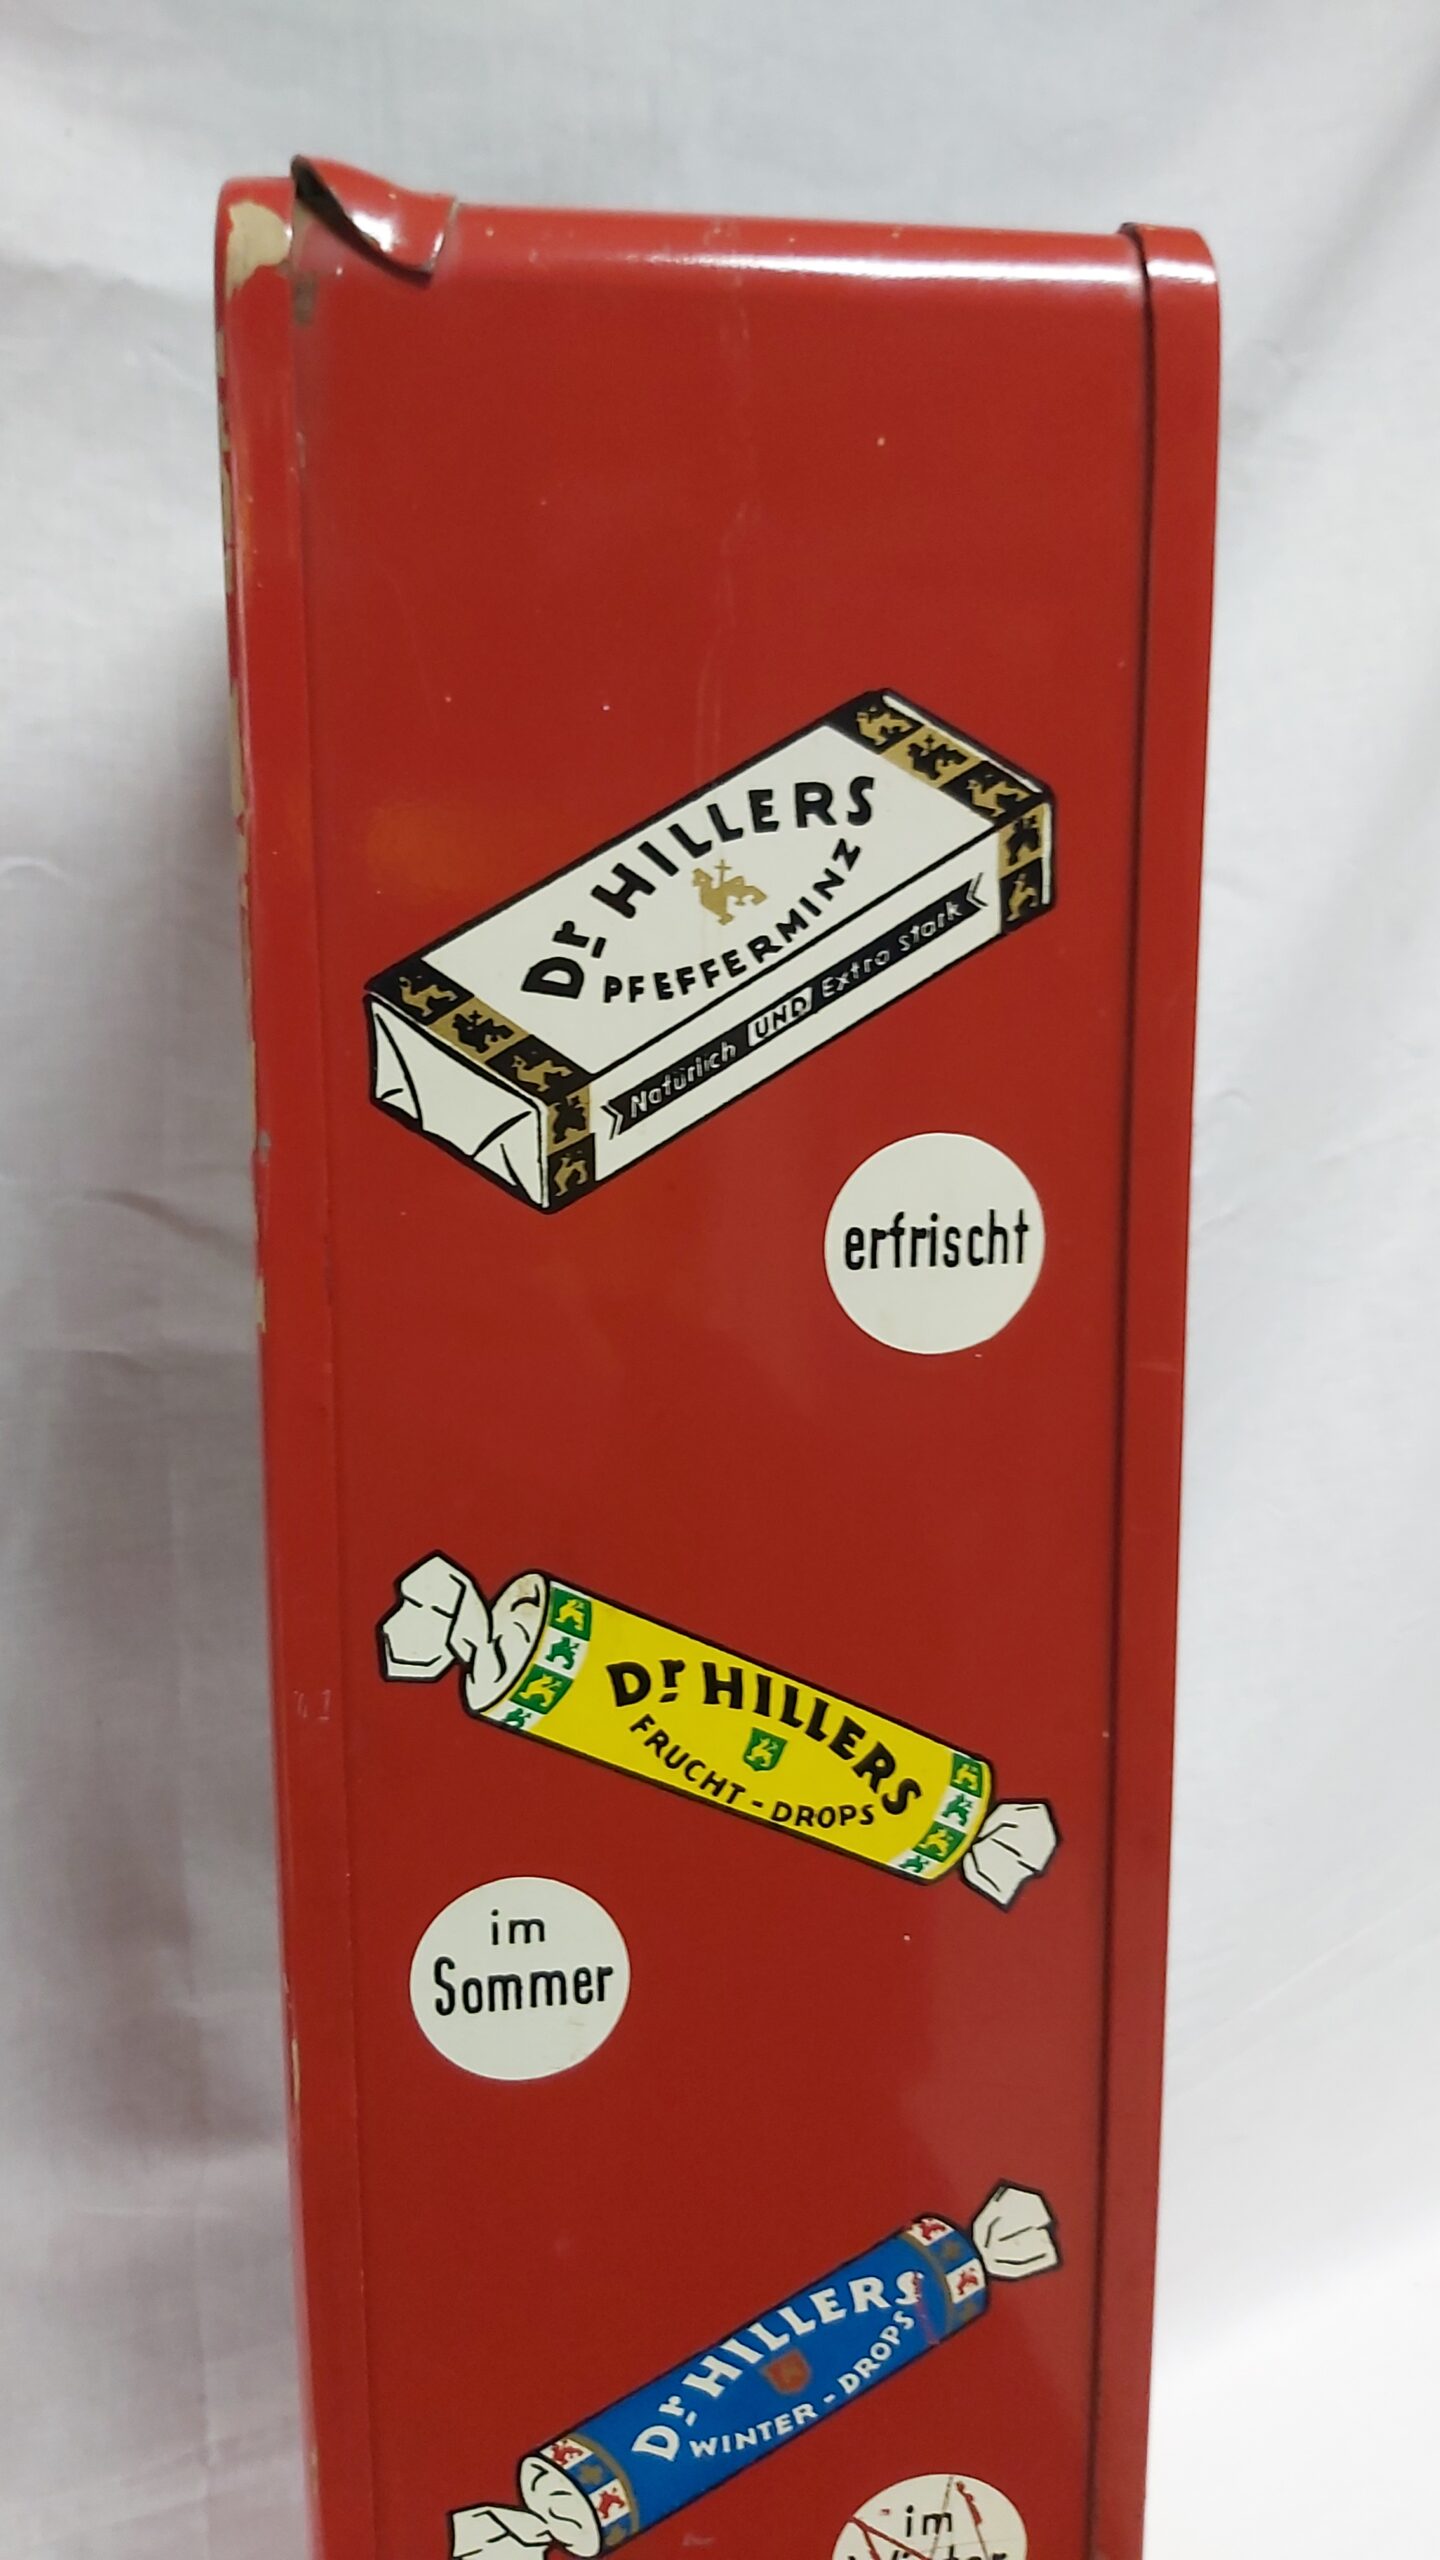 Dr HILLERS
PFEFFERMINZ
Natürlich UND Extra stark
erfrischt
Dr HILLERS
FRUCHT - DROPS
im
Sommer
Dr HILLERS
WINTER - DROPS
im